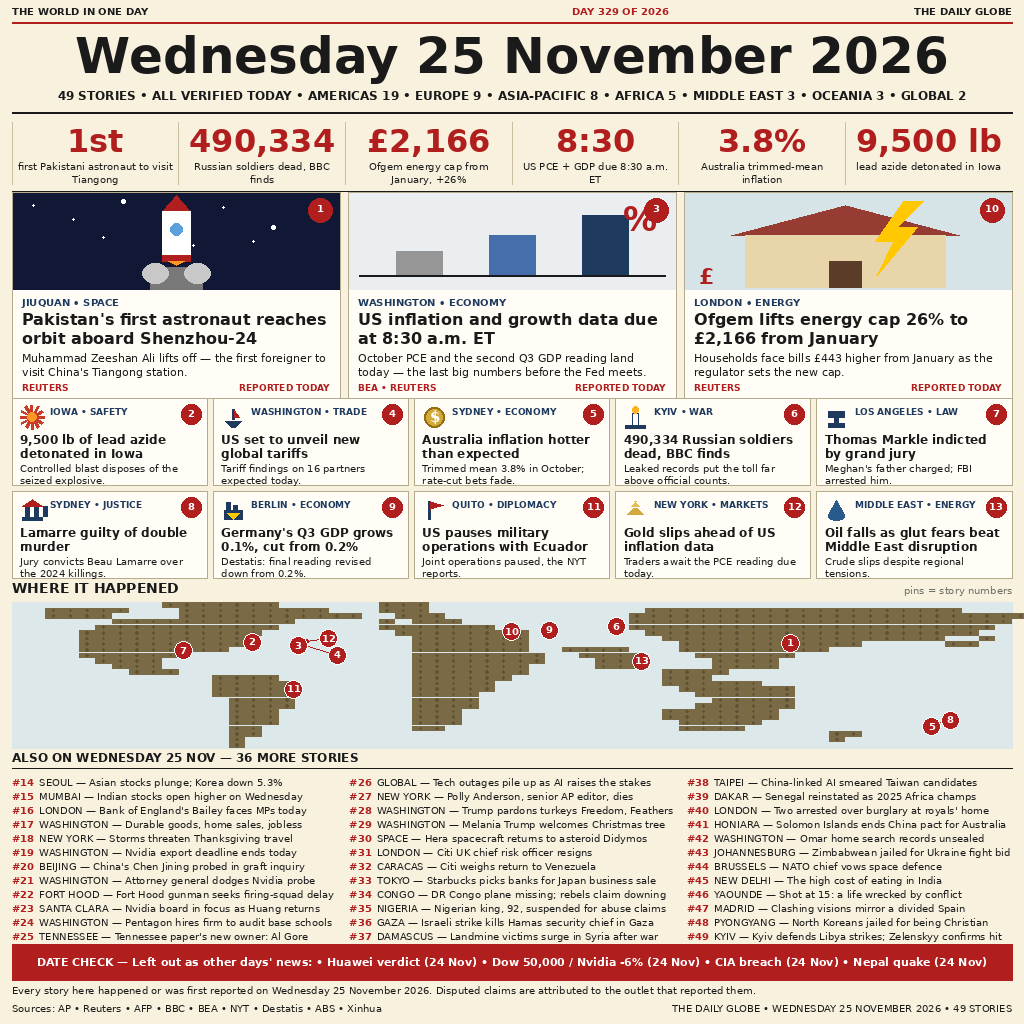 THE WORLD IN ONE DAY
DAY 329 OF 2026
THE DAILY GLOBE
Wednesday 25 November 2026
49 STORIES • ALL VERIFIED TODAY • AMERICAS 19 • EUROPE 9 • ASIA-PACIFIC 8 • AFRICA 5 • MIDDLE EAST 3 • OCEANIA 3 • GLOBAL 2
1st
first Pakistani astronaut to visit
Tiangong
490,334
Russian soldiers dead, BBC
finds
£2,166
Ofgem energy cap from
January, +26%
8:30
US PCE + GDP due 8:30 a.m.
ET
3.8%
Australia trimmed-mean
inflation
9,500 lb
lead azide detonated in Iowa
1
JIUQUAN • SPACE
Pakistan's first astronaut reaches
orbit aboard Shenzhou-24
Muhammad Zeeshan Ali lifts off — the first foreigner to
visit China's Tiangong station.
REUTERS
REPORTED TODAY
%
3
WASHINGTON • ECONOMY
US inflation and growth data due
at 8:30 a.m. ET
October PCE and the second Q3 GDP reading land
today — the last big numbers before the Fed meets.
BEA • REUTERS
REPORTED TODAY
£
10
LONDON • ENERGY
Ofgem lifts energy cap 26% to
£2,166 from January
Households face bills £443 higher from January as the
regulator sets the new cap.
REUTERS
REPORTED TODAY
IOWA • SAFETY
2
9,500 lb of lead azide
detonated in Iowa
Controlled blast disposes of the
seized explosive.
WASHINGTON • TRADE
4
US set to unveil new
global tariffs
Tariff findings on 16 partners
expected today.
$
SYDNEY • ECONOMY
5
Australia inflation hotter
than expected
Trimmed mean 3.8% in October;
rate-cut bets fade.
KYIV • WAR
6
490,334 Russian soldiers
dead, BBC finds
Leaked records put the toll far
above official counts.
LOS ANGELES • LAW
7
Thomas Markle indicted
by grand jury
Meghan's father charged; FBI
arrested him.
SYDNEY • JUSTICE
8
Lamarre guilty of double
murder
Jury convicts Beau Lamarre over
the 2024 killings.
BERLIN • ECONOMY
9
Germany's Q3 GDP grows
0.1%, cut from 0.2%
Destatis: final reading revised
down from 0.2%.
QUITO • DIPLOMACY
11
US pauses military
operations with Ecuador
Joint operations paused, the NYT
reports.
NEW YORK • MARKETS
12
Gold slips ahead of US
inflation data
Traders await the PCE reading due
today.
MIDDLE EAST • ENERGY
13
Oil falls as glut fears beat
Middle East disruption
Crude slips despite regional
tensions.
WHERE IT HAPPENED
pins = story numbers
7
2
3
12
4
11
10
9
6
13
1
5
8
ALSO ON WEDNESDAY 25 NOV — 36 MORE STORIES
#14 SEOUL — Asian stocks plunge; Korea down 5.3%
#15 MUMBAI — Indian stocks open higher on Wednesday
#16 LONDON — Bank of England's Bailey faces MPs today
#17 WASHINGTON — Durable goods, home sales, jobless
#18 NEW YORK — Storms threaten Thanksgiving travel
#19 WASHINGTON — Nvidia export deadline ends today
#20 BEIJING — China's Chen Jining probed in graft inquiry
#21 WASHINGTON — Attorney general dodges Nvidia probe
#22 FORT HOOD — Fort Hood gunman seeks firing-squad delay
#23 SANTA CLARA — Nvidia board in focus as Huang returns
#24 WASHINGTON — Pentagon hires firm to audit base schools
#25 TENNESSEE — Tennessee paper's new owner: Al Gore
#26 GLOBAL — Tech outages pile up as AI raises the stakes
#27 NEW YORK — Polly Anderson, senior AP editor, dies
#28 WASHINGTON — Trump pardons turkeys Freedom, Feathers
#29 WASHINGTON — Melania Trump welcomes Christmas tree
#30 SPACE — Hera spacecraft returns to asteroid Didymos
#31 LONDON — Citi UK chief risk officer resigns
#32 CARACAS — Citi weighs return to Venezuela
#33 TOKYO — Starbucks picks banks for Japan business sale
#34 CONGO — DR Congo plane missing; rebels claim downing
#35 NIGERIA — Nigerian king, 92, suspended for abuse claims
#36 GAZA — Israeli strike kills Hamas security chief in Gaza
#37 DAMASCUS — Landmine victims surge in Syria after war
#38 TAIPEI — China-linked AI smeared Taiwan candidates
#39 DAKAR — Senegal reinstated as 2025 Africa champs
#40 LONDON — Two arrested over burglary at royals' home
#41 HONIARA — Solomon Islands ends China pact for Australia
#42 WASHINGTON — Omar home search records unsealed
#43 JOHANNESBURG — Zimbabwean jailed for Ukraine fight bid
#44 BRUSSELS — NATO chief vows space defence
#45 NEW DELHI — The high cost of eating in India
#46 YAOUNDE — Shot at 15: a life wrecked by conflict
#47 MADRID — Clashing visions mirror a divided Spain
#48 PYONGYANG — North Koreans jailed for being Christian
#49 KYIV — Kyiv defends Libya strikes; Zelenskyy confirms hit
DATE CHECK — Left out as other days' news: • Huawei verdict (24 Nov) • Dow 50,000 / Nvidia -6% (24 Nov) • CIA breach (24 Nov) • Nepal quake (24 Nov)
Every story here happened or was first reported on Wednesday 25 November 2026. Disputed claims are attributed to the outlet that reported them.
Sources: AP • Reuters • AFP • BBC • BEA • NYT • Destatis • ABS • Xinhua
THE DAILY GLOBE • WEDNESDAY 25 NOVEMBER 2026 • 49 STORIES